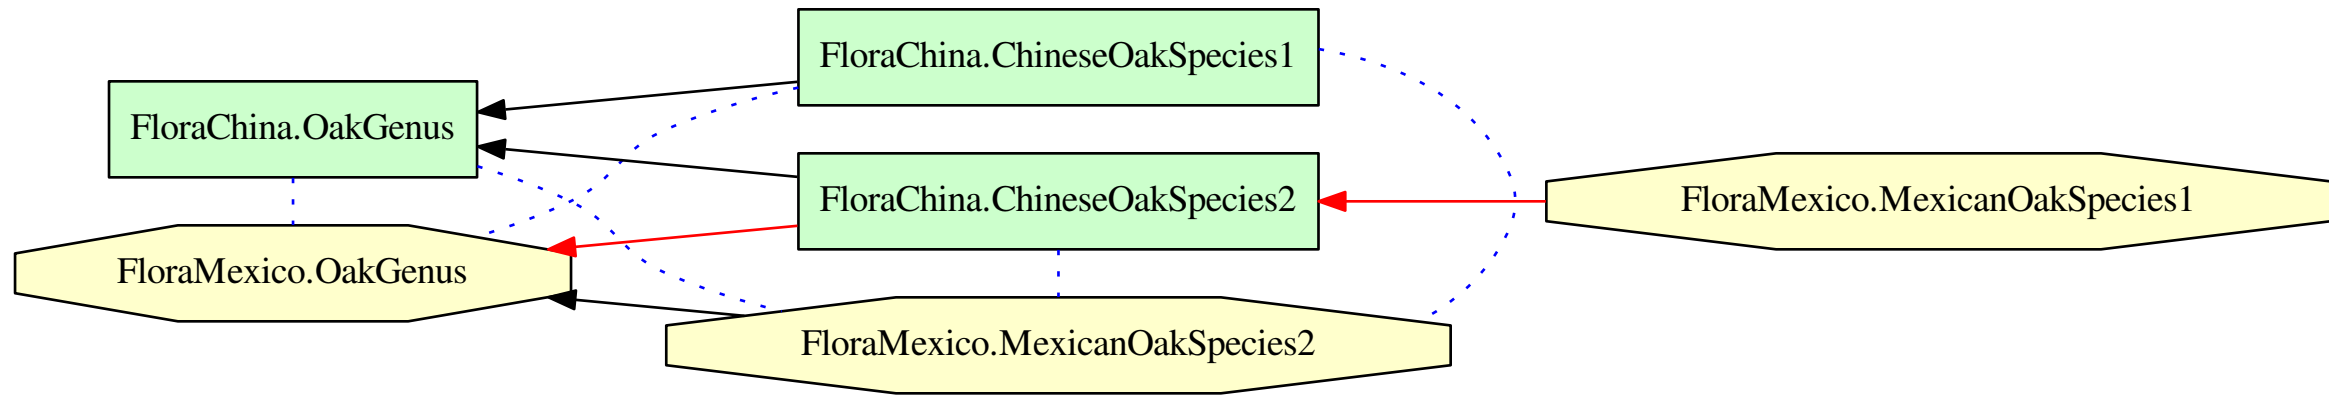 FloraChina.ChineseOakSpecies1
FloraChina.OakGenus
FloraChina.ChineseOakSpecies2
FloraMexico.MexicanOakSpecies1
FloraMexico.OakGenus
FloraMexico.MexicanOakSpecies2